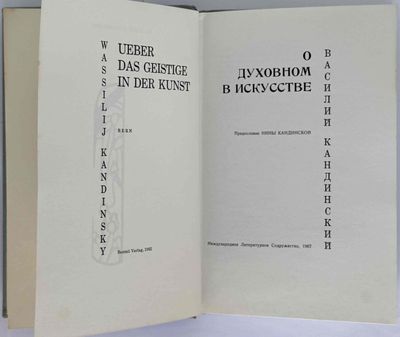 WASSILIJ KANDINSKY
UEBER
DAS GEISTIGE
IN DER KUNST
BERN
Benteli Verlag, 1962
О
ДУХОВНОМ
В ИСКУССТВЕ
ВАСИЛИЙ КАНДИНСКИЙ
Предисловие НИНЫ КАНДИНСКОЙ
Международное Литературное Содружество, 1967